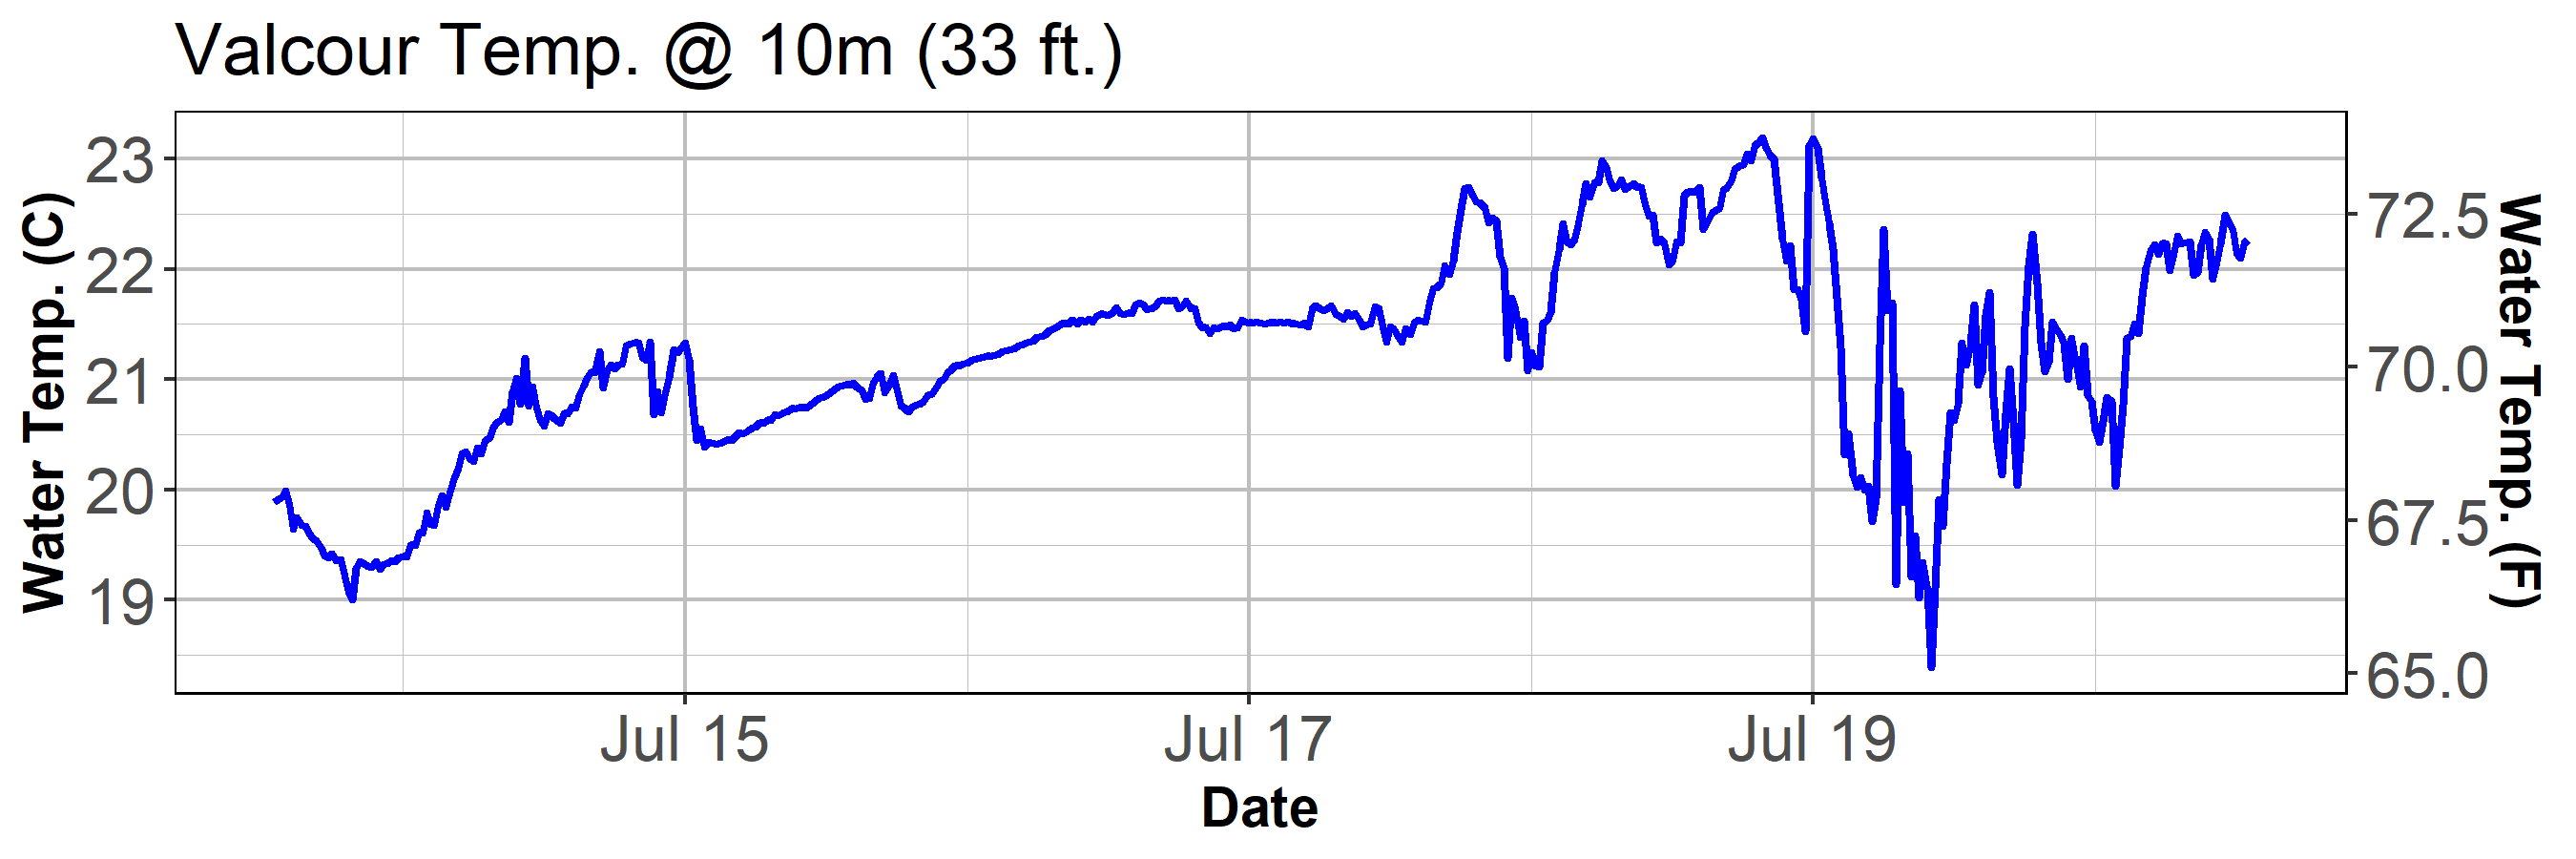 Valcour Temp. @ 10m (33 ft.)
Water Temp. (C)
23
22
21
20
19
72.5
70.0
67.5
65.0
Water Temp. (F)
Jul 15 Jul 17 Jul 19
Date